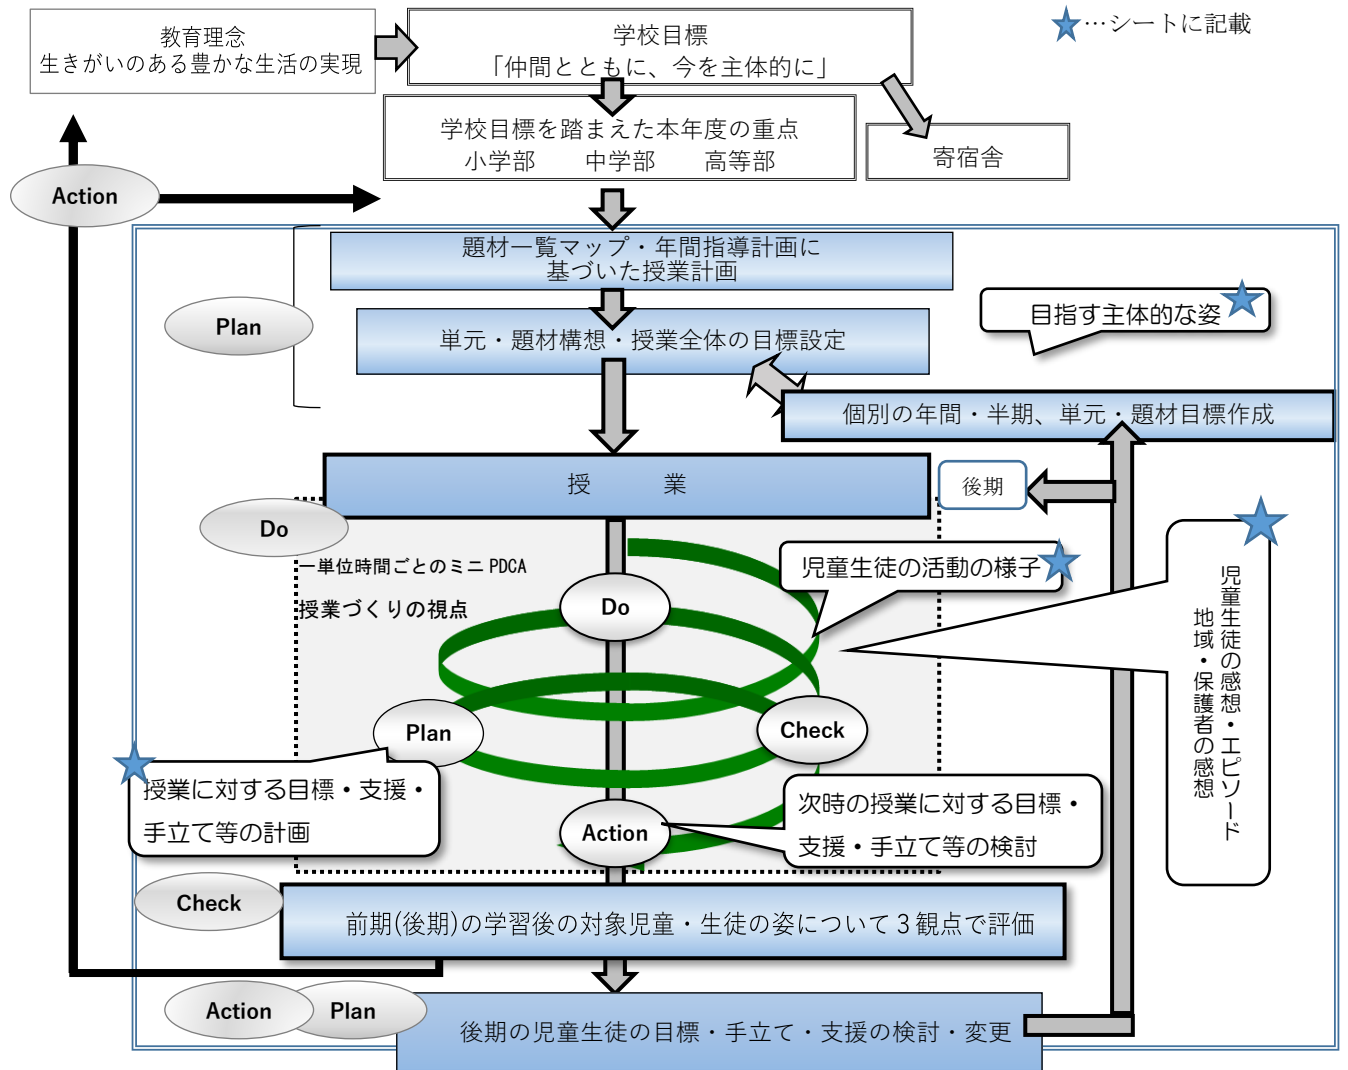 …シートに記載
教育理念
生きがいのある豊かな生活の実現
学校目標
「仲間とともに、今を主体的に」
学校目標を踏まえた本年度の重点
小学部　　中学部　　高等部
寄宿舎
Action
題材一覧マップ・年間指導計画に
基づいた授業計画
Plan
単元・題材構想・授業全体の目標設定
目指す主体的な姿
個別の年間・半期、単元・題材目標作成
授　　　業
後期
Do
一単位時間ごとのミニ PDCA
授業づくりの視点
児童生徒の活動の様子
Do
児童生徒の感想・エピソード
地域・保護者の感想
Plan
Check
授業に対する目標・支援・
手立て等の計画
次時の授業に対する目標・
支援・手立て等の検討
Action
Check
前期(後期)の学習後の対象児童・生徒の姿について３観点で評価
Action
Plan
後期の児童生徒の目標・手立て・支援の検討・変更